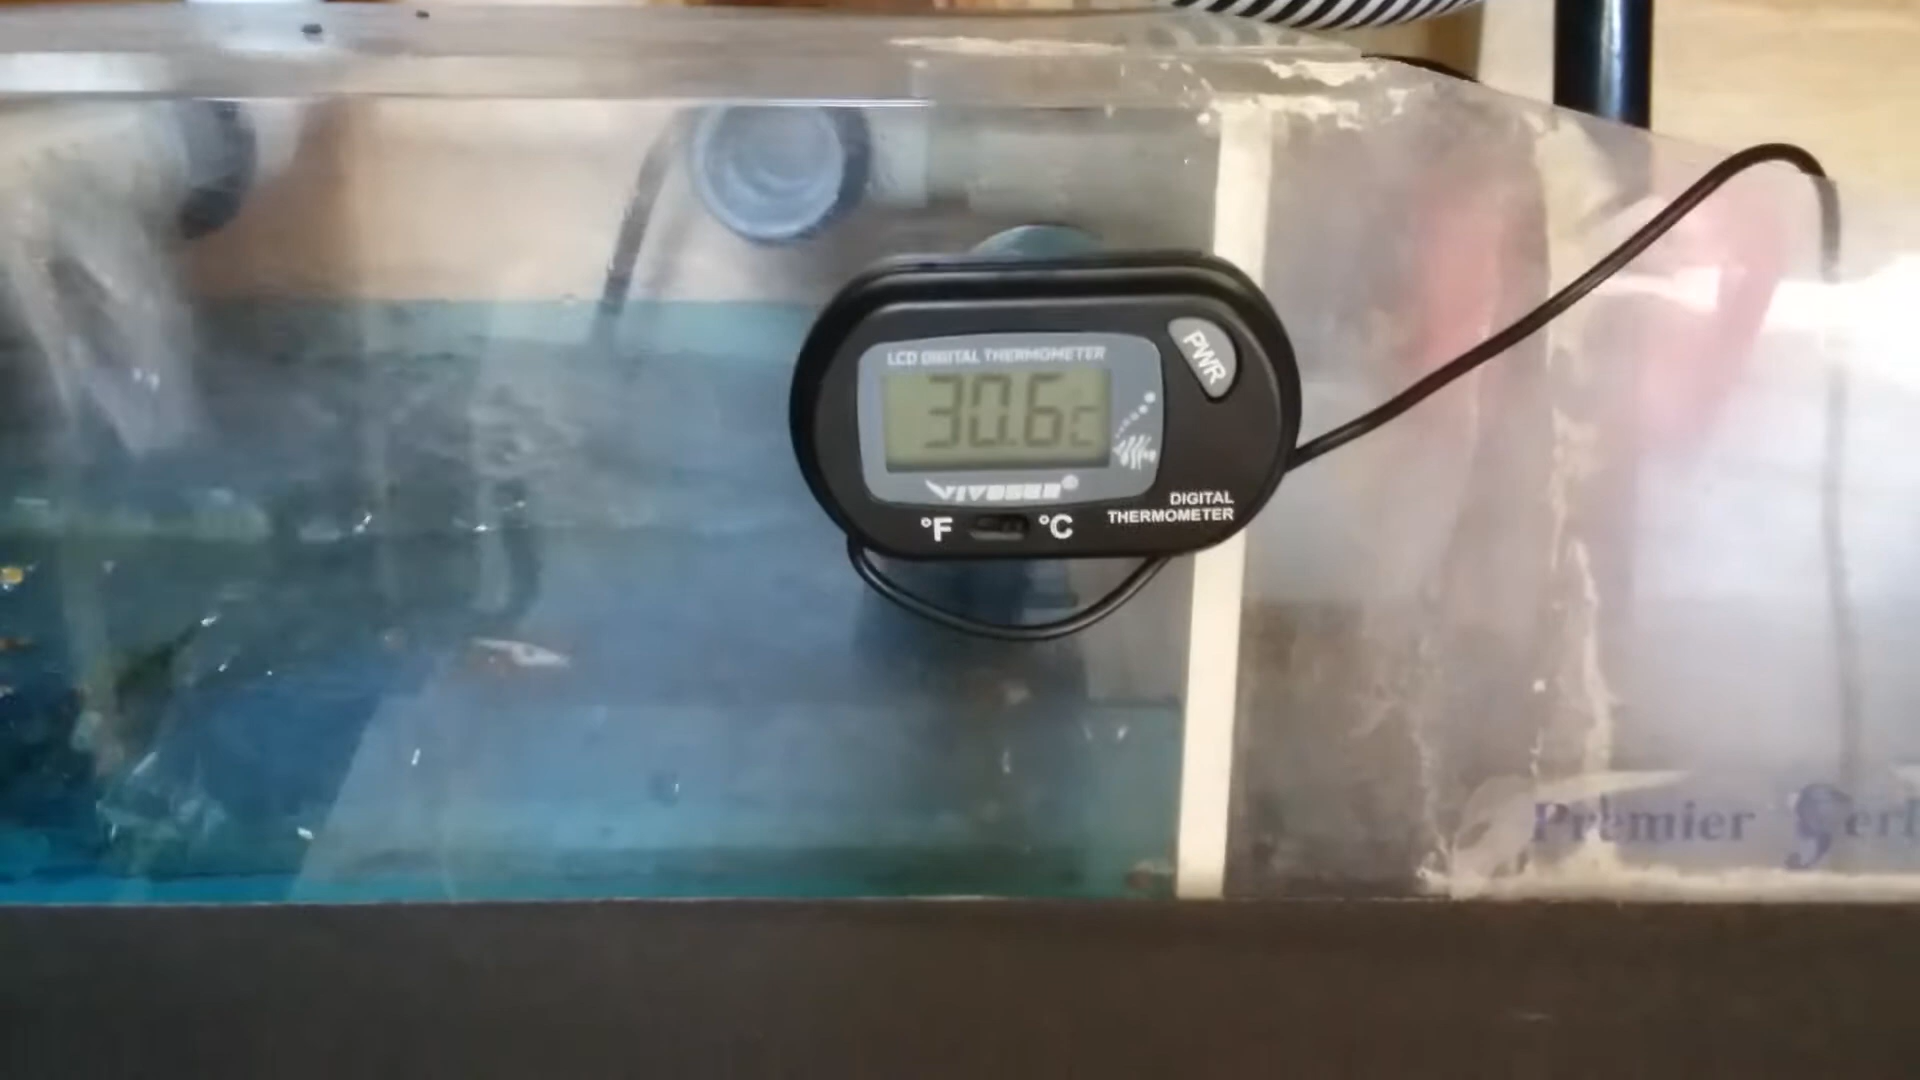 LCD DIGITAL THERMOMETER
PWR
30.6c
VIVOSUN®
°F °C
DIGITAL
THERMOMETER
Premier